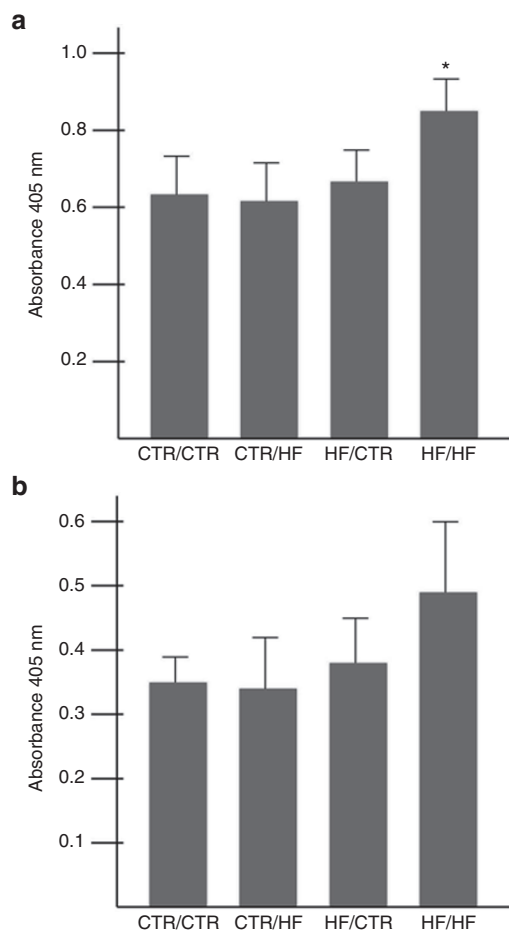 a
Absorbance 405 nm
1.0
0.8
0.6
0.4
0.2
*
CTR/CTR CTR/HF HF/CTR HF/HF
b
Absorbance 405 nm
0.6
0.5
0.4
0.3
0.2
0.1
CTR/CTR CTR/HF HF/CTR HF/HF